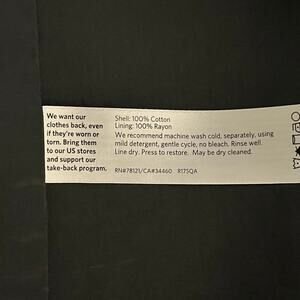 We want our
clothes back, even
if they're worn or
torn. Bring them
to our US stores
and support our
take-back program.
Shell: 100% Cotton
Lining: 100% Rayon
We recommend machine wash cold, separately, using
mild detergent, gentle cycle, no bleach. Rinse well.
Line dry. Press to restore. May be dry cleaned.
RN#78121/CA#34460 R17SQA